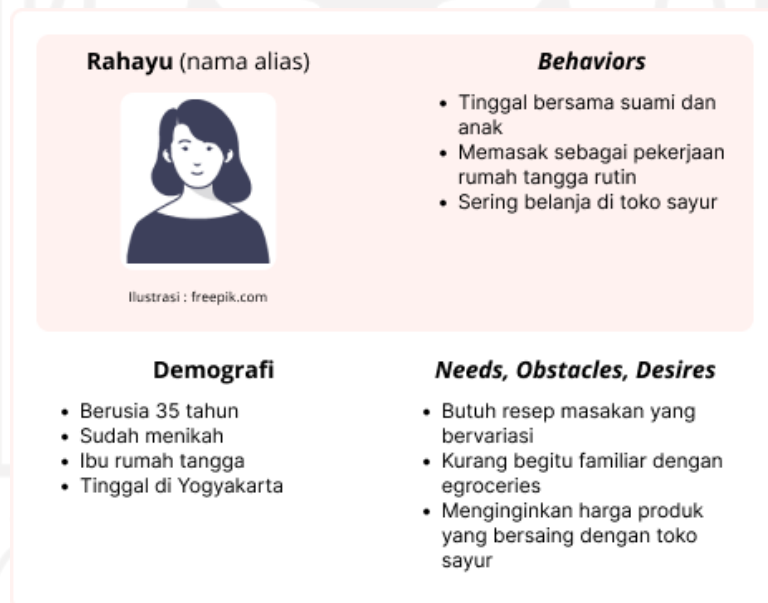 Rahayu (nama alias)
Ilustrasi : freepik.com
Behaviors
• Tinggal bersama suami dan
anak
• Memasak sebagai pekerjaan
rumah tangga rutin
• Sering belanja di toko sayur
Demografi
• Berusia 35 tahun
• Sudah menikah
• Ibu rumah tangga
• Tinggal di Yogyakarta
Needs, Obstacles, Desires
• Butuh resep masakan yang
bervariasi
• Kurang begitu familiar dengan
egroceries
• Menginginkan harga produk
yang bersaing dengan toko
sayur